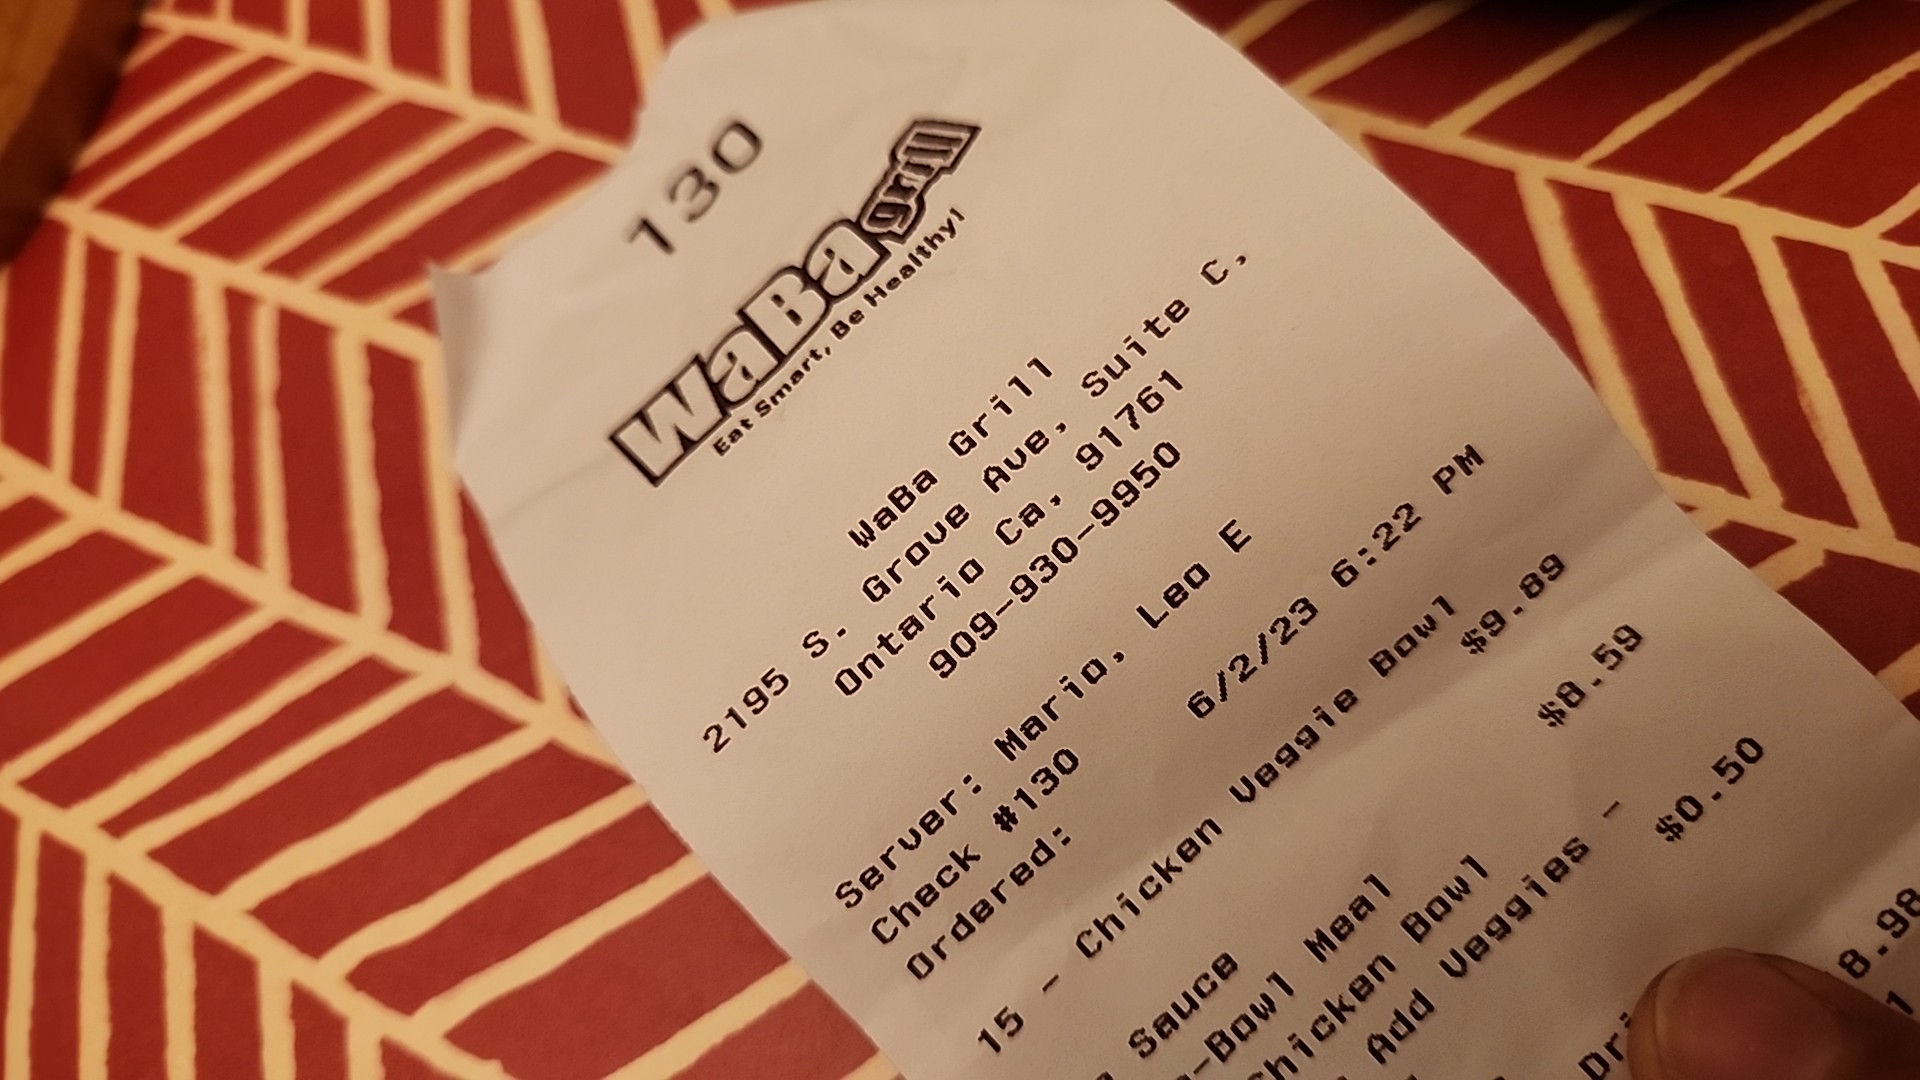 130
WaBa Grill
Eat Smart, Be Healthy!
WaBa Grill
2195 S. Grove Ave, Suite C,
Ontario Ca, 91761
909-930-9950
Server: Mario, Leo E
Check #130 6/2/23 6:22 PM
Ordered:
15 - Chicken Veggie Bowl $9.89
Sauce
Bowl Meal $8.59
Chicken Bowl
Add Veggies - $0.50
8.98